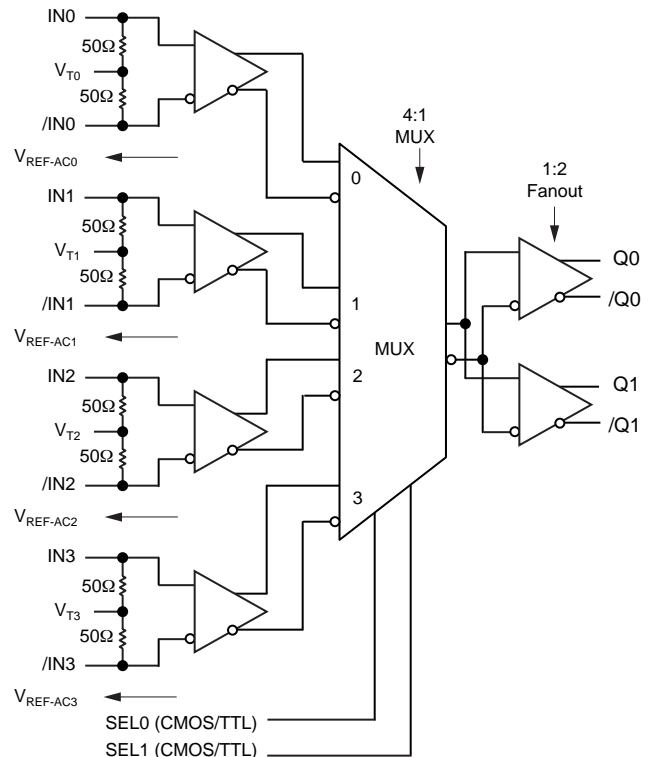 IN0
50Ω
VT0
50Ω
/IN0
VREF-AC0
IN1
50Ω
VT1
50Ω
/IN1
VREF-AC1
IN2
50Ω
VT2
50Ω
/IN2
VREF-AC2
IN3
50Ω
VT3
50Ω
/IN3
VREF-AC3
SEL0 (CMOS/TTL)
SEL1 (CMOS/TTL)
4:1
MUX
0
1
2
3
MUX
1:2
Fanout
Q0
/Q0
Q1
/Q1